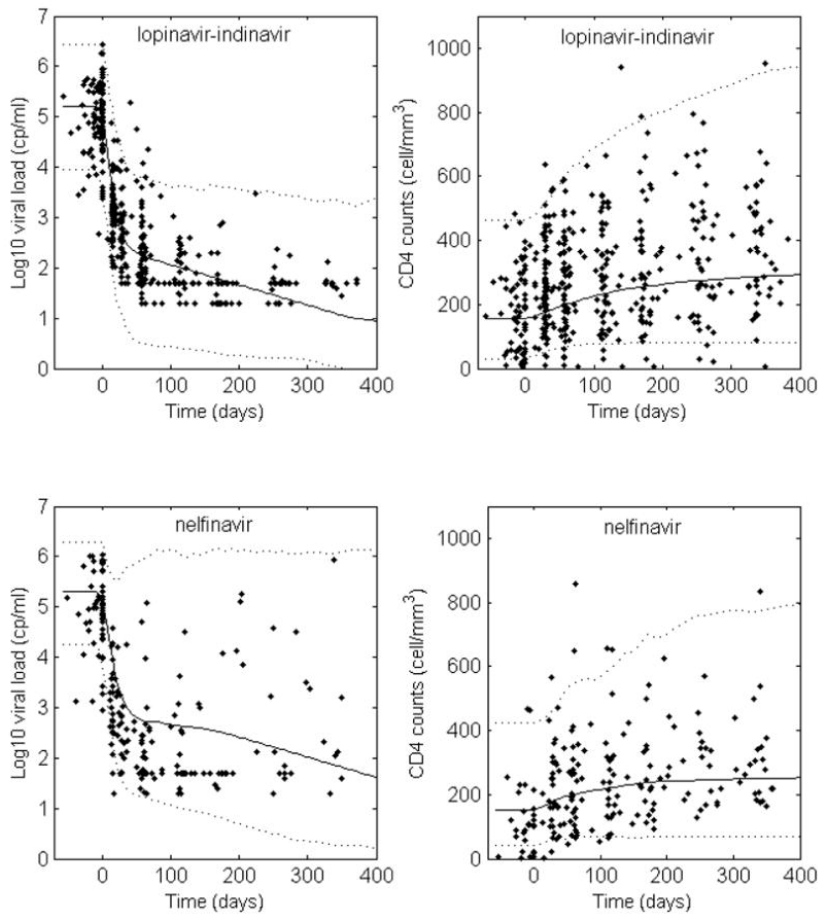 lopinavir-indinavir
Log10 viral load (cp/ml)
7
6
5
4
3
2
1
0
0 100 200 300 400
Time (days)
lopinavir-indinavir
CD4 counts (cell/mm³)
1000
800
600
400
200
0
0 100 200 300 400
Time (days)
nelfinavir
Log10 viral load (cp/ml)
7
6
5
4
3
2
1
0
0 100 200 300 400
Time (days)
nelfinavir
CD4 counts (cell/mm³)
1000
800
600
400
200
0
0 100 200 300 400
Time (days)